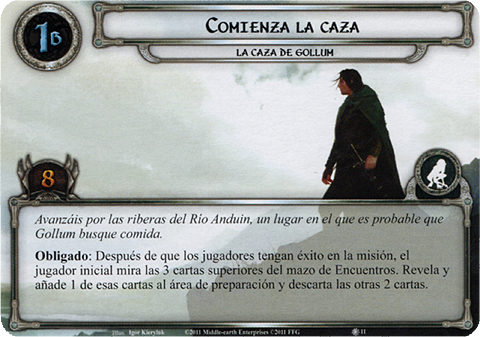 1B
COMIENZA LA CAZA
LA CAZA DE GOLLUM
8
Avanzáis por las riberas del Río Anduin, un lugar en el que es probable que
Gollum busque comida.
Obligado: Después de que los jugadores tengan éxito en la misión, el
jugador inicial mira las 3 cartas superiores del mazo de Encuentros. Revela y
añade 1 de esas cartas al área de preparación y descarta las otras 2 cartas.
Illus. Igor Kieryluk ©2011 Middle-earth Enterprises ©2011 FFG 11